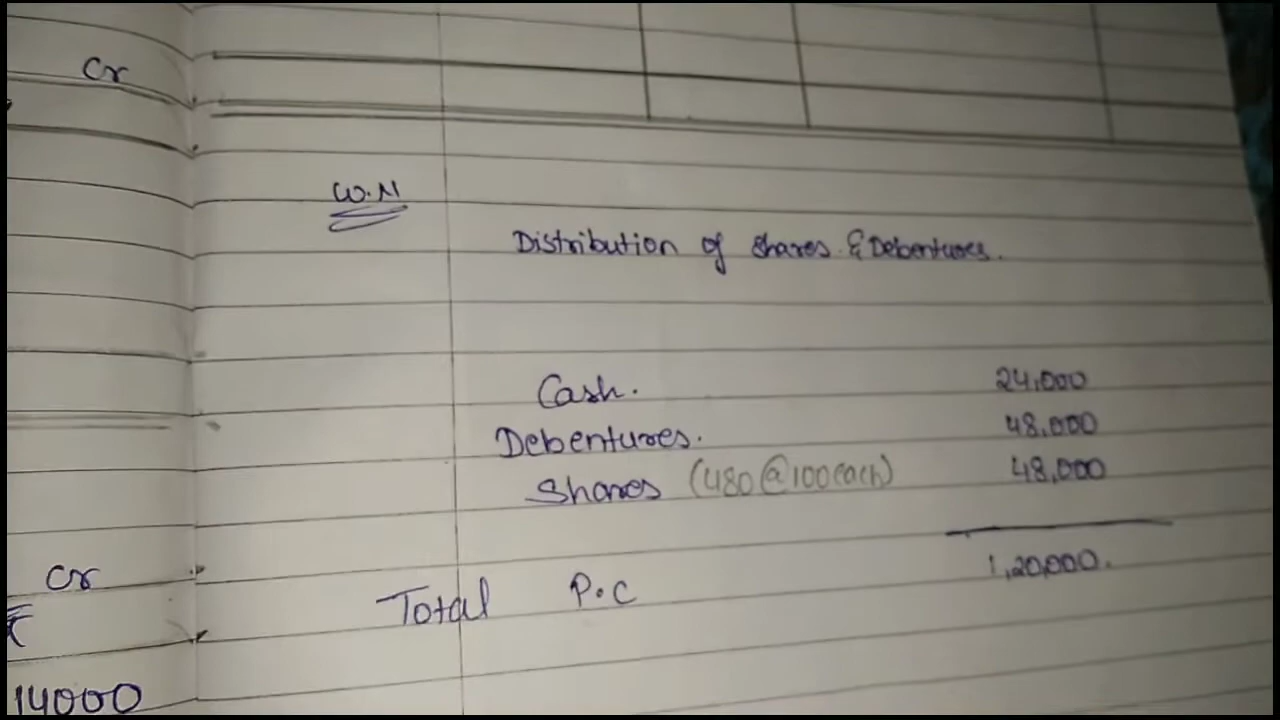 Cr
W.N
Distribution of shares & Debentures.
Cash. 24,000
Debentures. 48,000
Shares (480 @ 100 each) 48,000
Total P.C 1,20,000.
Cr
₹
14000